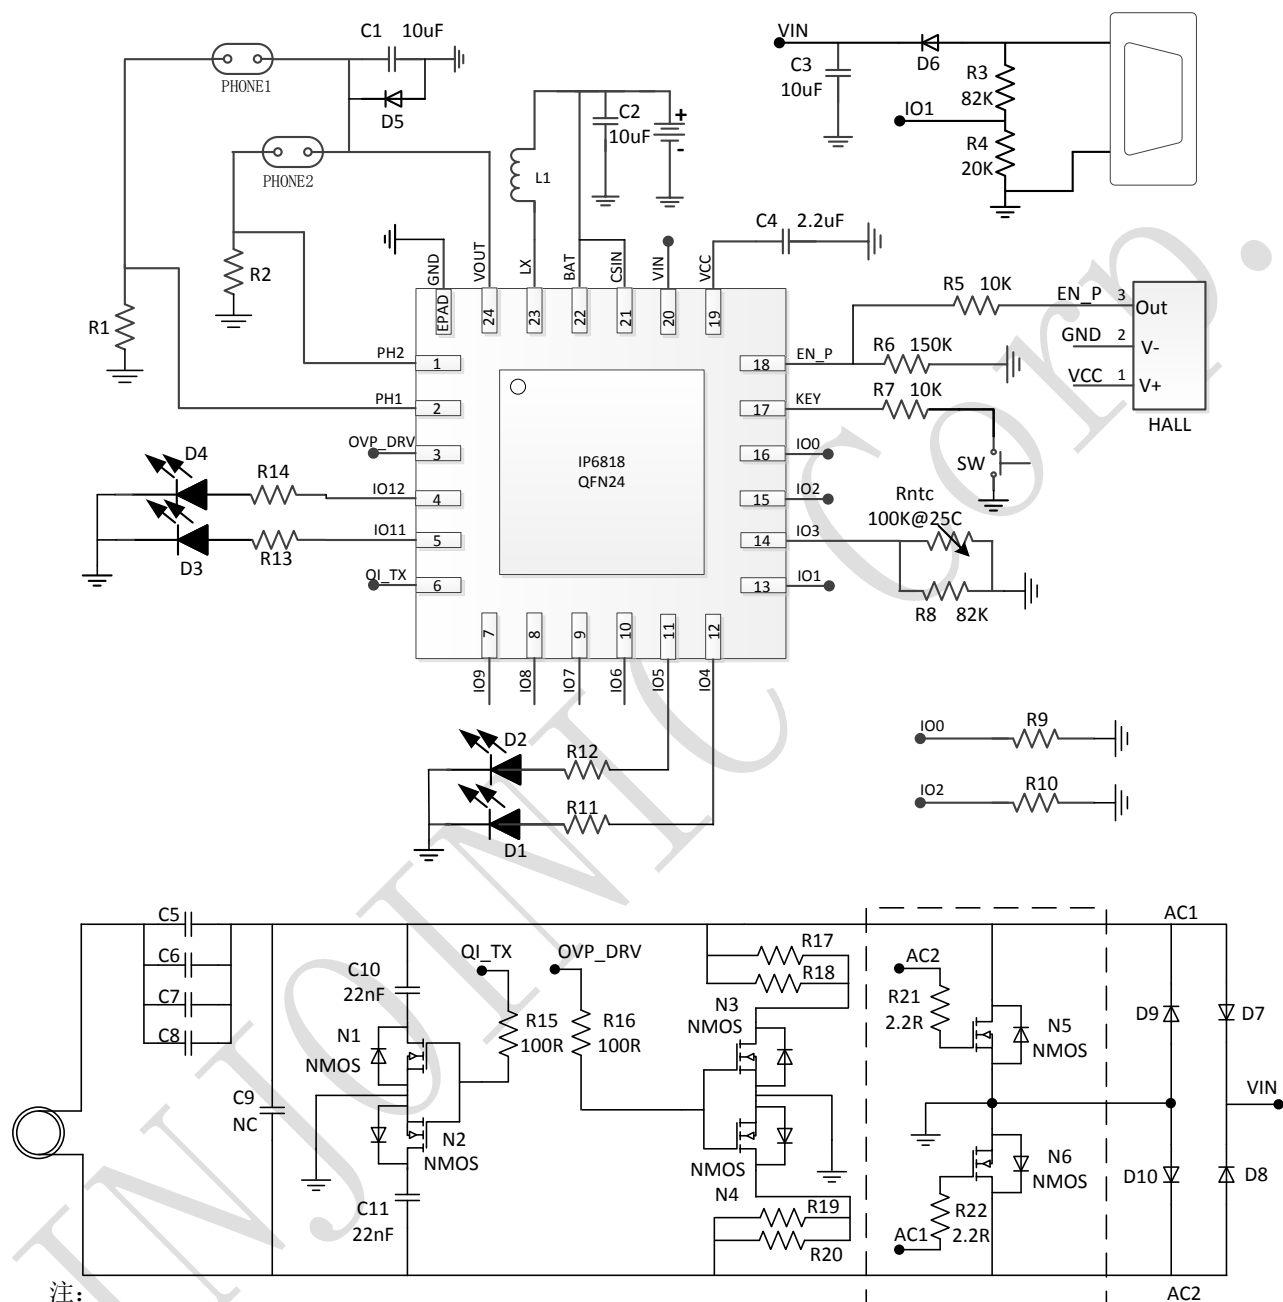 C1 10uF
VIN
PHONE1
D6
R3
82K
C3
10uF
D5
C2
10uF
+
-
IO1
R4
20K
PHONE2
L1
C4 2.2uF
R2
GND
VOUT
LX
BAT
CSIN
VIN
VCC
R1
EPAD
24
23
22
21
20
19
R5 10K
EN_P 3
Out
GND 2
V-
VCC 1
V+
HALL
PH2
1
18
EN_P
R6 150K
PH1
2
17
KEY
R7 10K
OVP_DRV
3
16
IO0
SW
IP6818
QFN24
D4
R14
IO12
4
15
IO2
Rntc
100K@25C
D3
R13
IO11
5
14
IO3
QI_TX
6
13
IO1
R8 82K
7
8
9
10
11
12
IO9
IO8
IO7
IO6
IO5
IO4
D2
R12
R11
D1
IO0
R9
IO2
R10
INJOINIC Corp.
C5
C6
C7
C8
C9
NC
C10
22nF
QI_TX
OVP_DRV
R15
100R
R16
100R
N1
NMOS
N2
NMOS
C11
22nF
R17
R18
N3
NMOS
NMOS
N4
R19
R20
AC2
R21
2.2R
N5
NMOS
N6
NMOS
R22
2.2R
AC1
AC1
D9
D7
VIN
D10
D8
AC2
注：